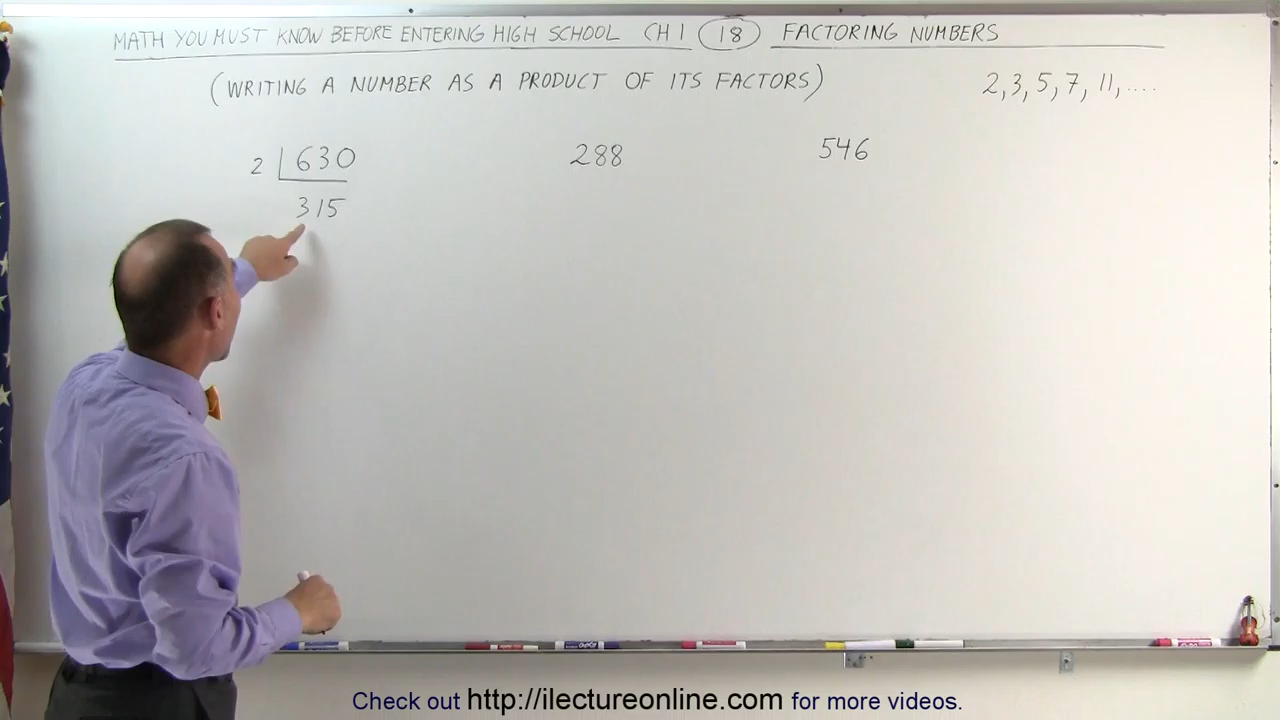 MATH YOU MUST KNOW BEFORE ENTERING HIGH SCHOOL CH 1 18 FACTORING NUMBERS
(WRITING A NUMBER AS A PRODUCT OF ITS FACTORS) 2, 3, 5, 7, 11, ....
2 630 288 546
315
Check out http://ilectureonline.com for more videos.